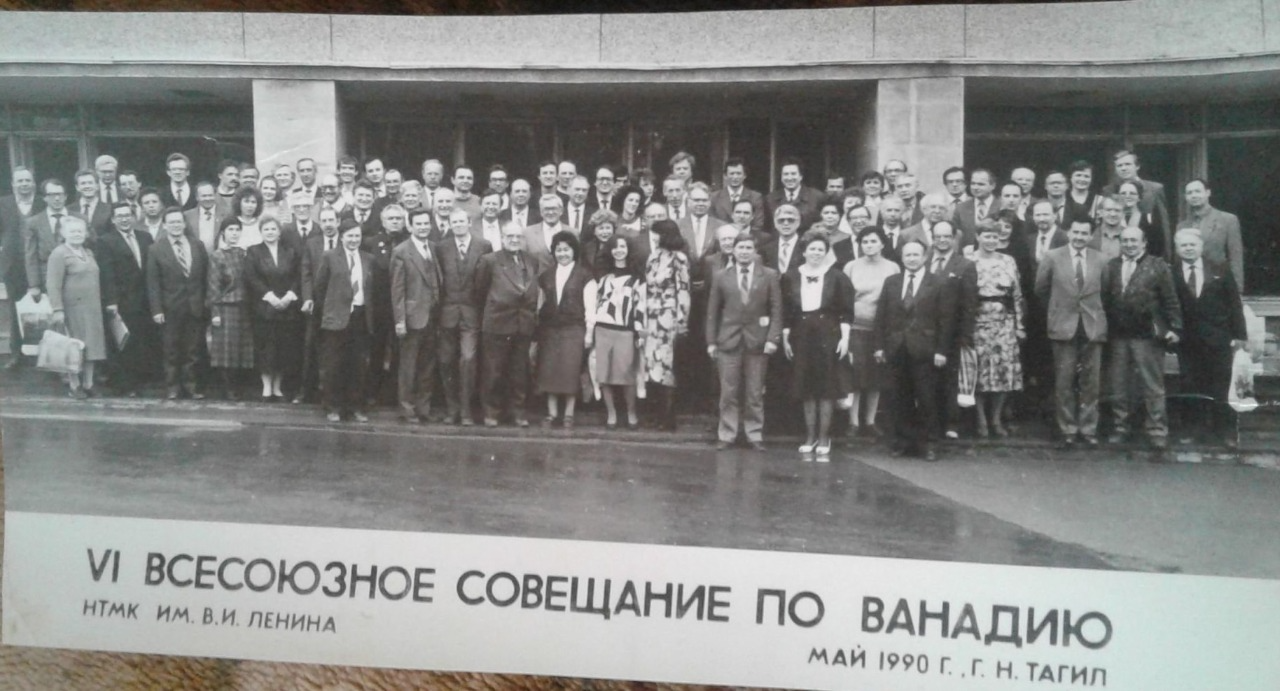 VI ВСЕСОЮЗНОЕ СОВЕЩАНИЕ ПО ВАНАДИЮ
НТМК ИМ. В.И. ЛЕНИНА
МАЙ 1990 Г. , Г. Н. ТАГИЛ